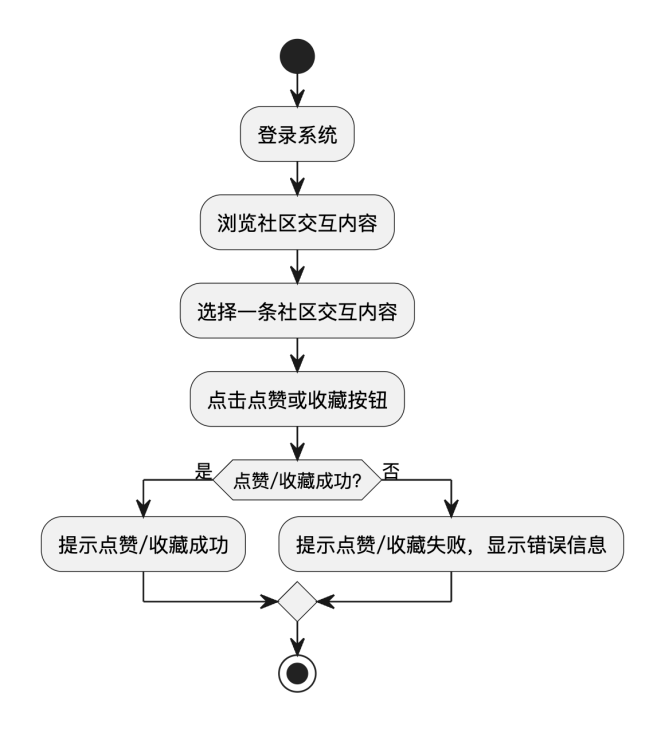 登录系统
浏览社区交互内容
选择一条社区交互内容
点击点赞或收藏按钮
是
点赞/收藏成功?
否
提示点赞/收藏成功
提示点赞/收藏失败，显示错误信息